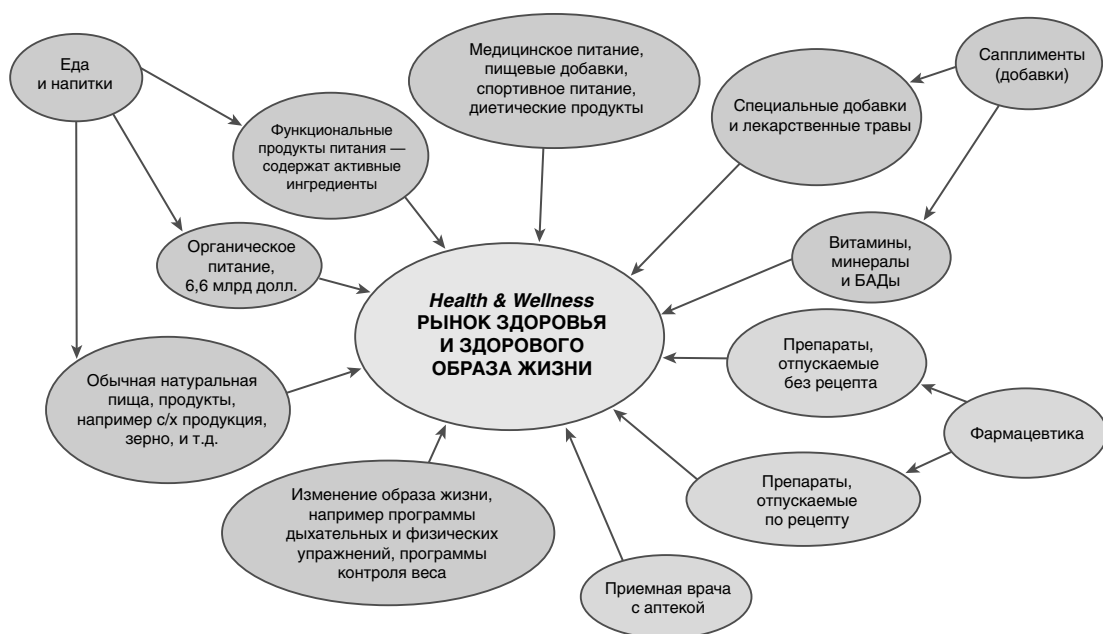 Еда
и напитки
Медицинское питание,
пищевые добавки,
спортивное питание,
диетические продукты
Сапплименты
(добавки)
Специальные добавки
и лекарственные травы
Функциональные
продукты питания —
содержат активные
ингредиенты
Органическое
питание,
6,6 млрд долл.
Витамины,
минералы
и БАДы
Health & Wellness
РЫНОК ЗДОРОВЬЯ
И ЗДОРОВОГО
ОБРАЗА ЖИЗНИ
Препараты,
отпускаемые
без рецепта
Обычная натуральная
пища, продукты,
например с/х продукция,
зерно, и т.д.
Фармацевтика
Препараты,
отпускаемые
по рецепту
Изменение образа жизни,
например программы
дыхательных и физических
упражнений, программы
контроля веса
Приемная врача
с аптекой